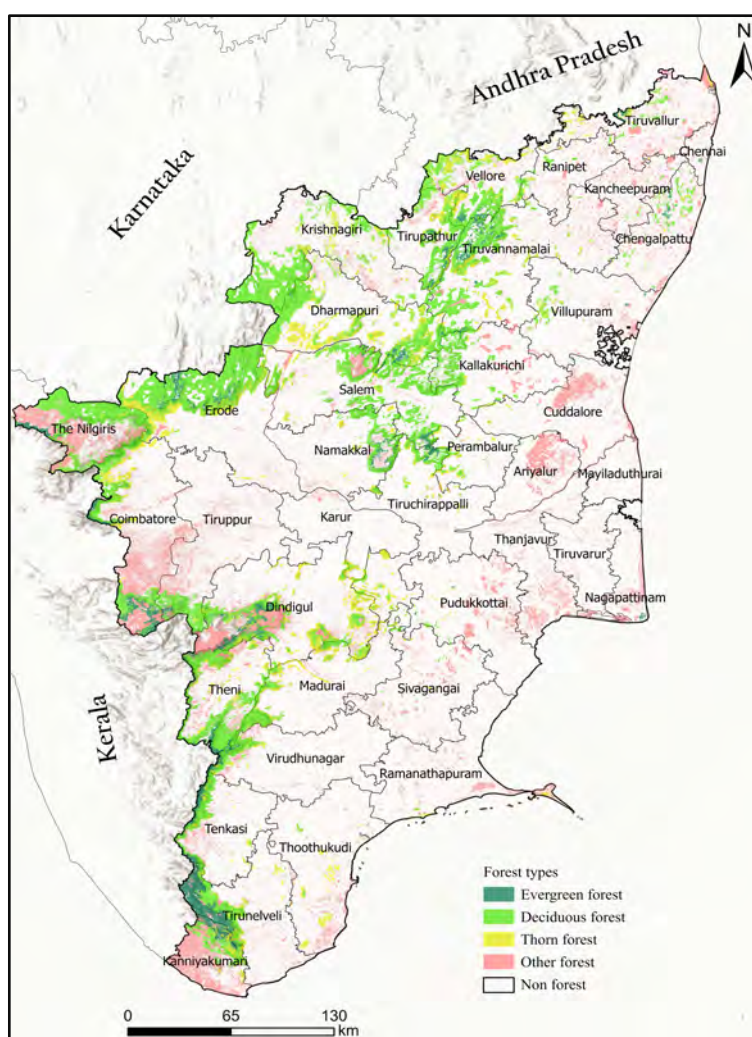 N
Andhra Pradesh
Karnataka
Kerala
Tiruvallur
Chennai
Ranipet
Vellore
Kancheepuram
Chengalpattu
Krishnagiri
Tirupathur
Tiruvannamalai
Dharmapuri
Villupuram
Kallakurichi
Salem
Erode
Cuddalore
The Nilgiris
Namakkal
Perambalur
Ariyalur
Mayiladuthurai
Tiruchirappalli
Coimbatore
Tiruppur
Karur
Thanjavur
Tiruvarur
Nagapattinam
Dindigul
Pudukkottai
Theni
Madurai
Sivagangai
Virudhunagar
Ramanathapuram
Tenkasi
Thoothukudi
Tirunelveli
Kanniyakumari
Forest types
Evergreen forest
Deciduous forest
Thorn forest
Other forest
Non forest
0 65 130
km